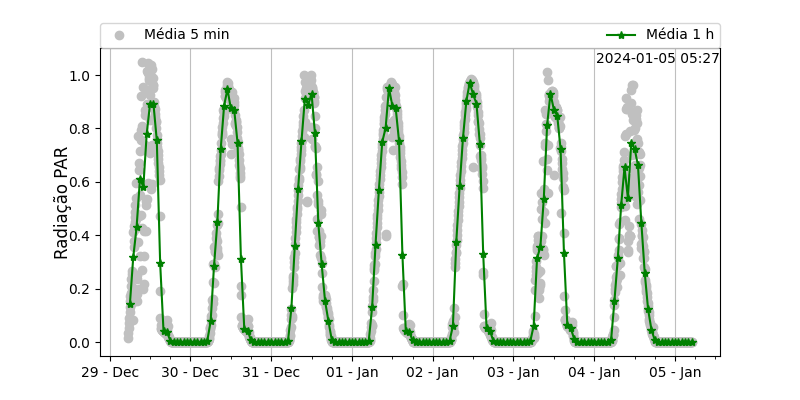 Média 5 min
Média 1 h
2024-01-05 05:27
Radiação PAR
1.0
0.8
0.6
0.4
0.2
0.0
29 - Dec
30 - Dec
31 - Dec
01 - Jan
02 - Jan
03 - Jan
04 - Jan
05 - Jan